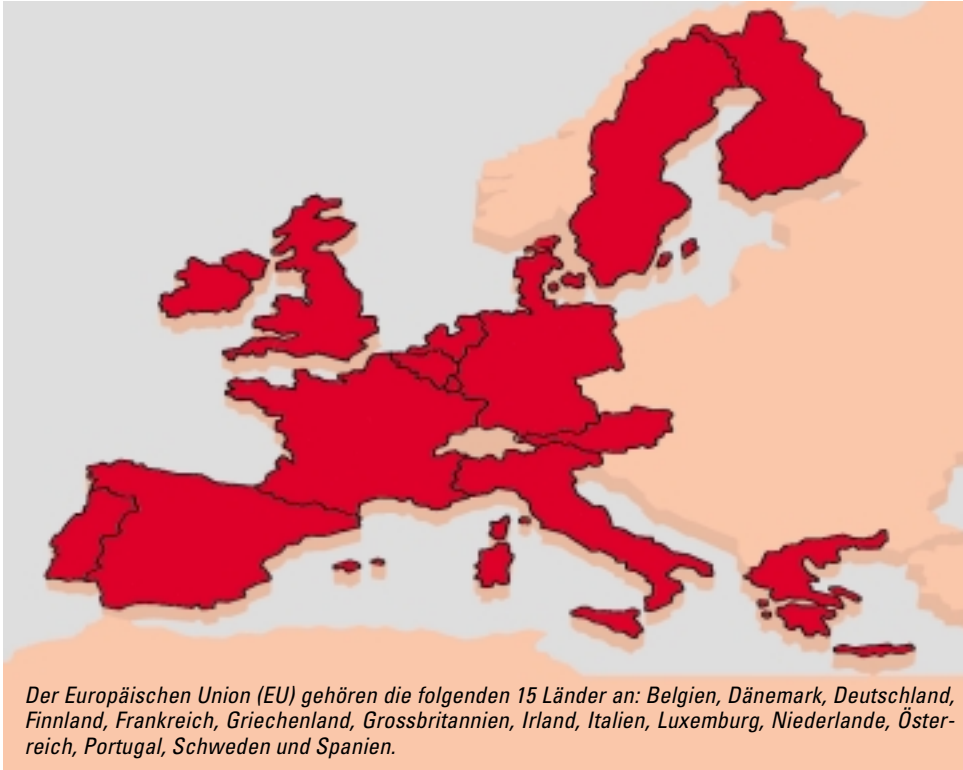 Der Europäischen Union (EU) gehören die folgenden 15 Länder an: Belgien, Dänemark, Deutschland,
Finnland, Frankreich, Griechenland, Grossbritannien, Irland, Italien, Luxemburg, Niederlande, Öster-
reich, Portugal, Schweden und Spanien.